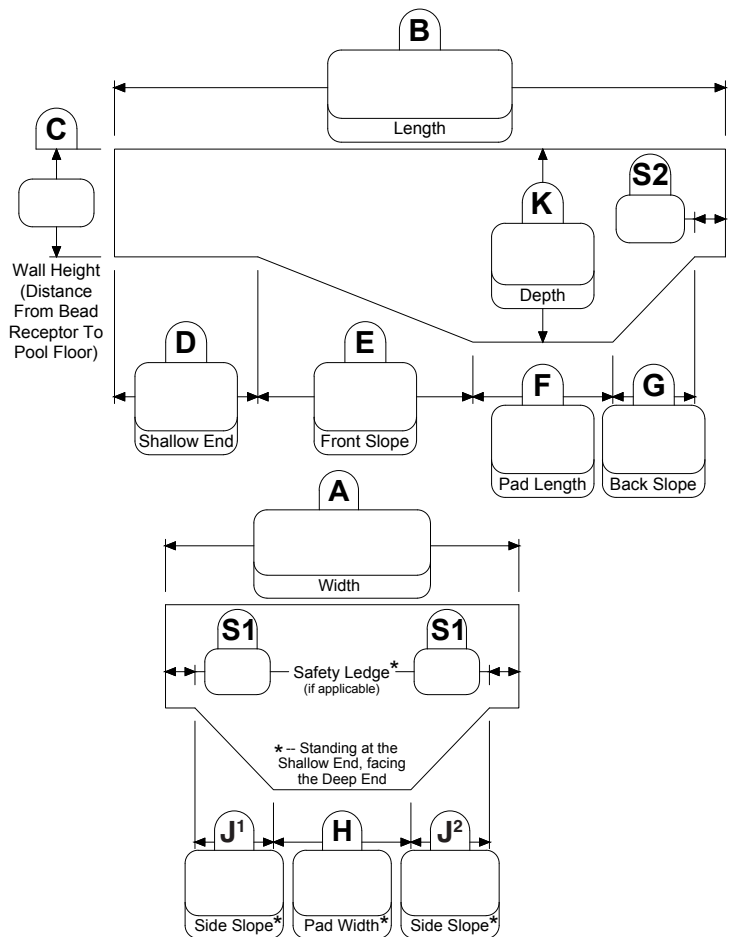 B
Length
C
S2
K
Wall Height
(Distance
From Bead
Receptor To
Pool Floor)
Depth
D
E
F
G
Shallow End
Front Slope
Pad Length
Back Slope
A
Width
S1
S1
Safety Ledge*
(if applicable)
* -- Standing at the
Shallow End, facing
the Deep End
J¹
H
J²
Side Slope*
Pad Width*
Side Slope*